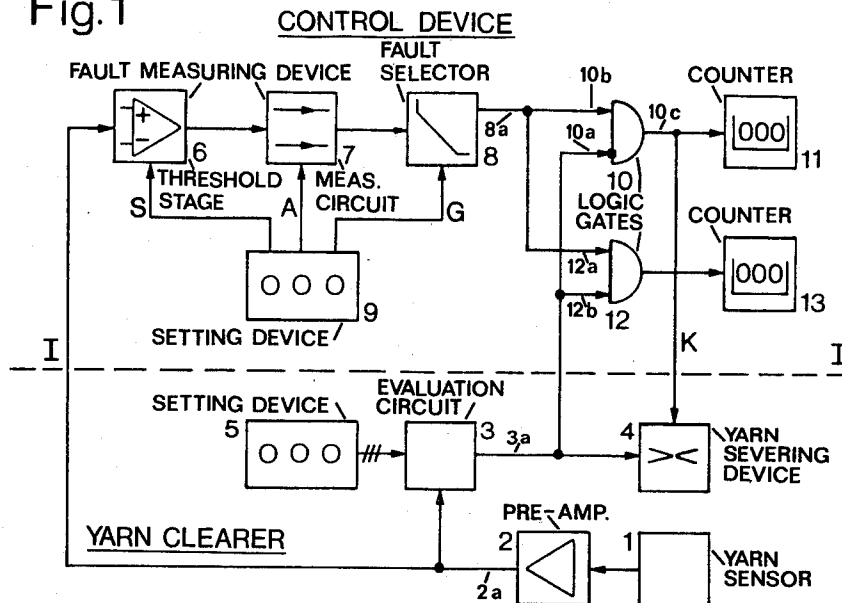 Fig.1
CONTROL DEVICE
FAULT MEASURING DEVICE
FAULT
SELECTOR
10b
COUNTER
8a
10a
10c
000
6
7
8
10
11
THRESHOLD
STAGE
MEAS.
CIRCUIT
LOGIC
GATES
S
A
G
COUNTER
12a
000
12b
12
13
000
9
SETTING DEVICE
K
I
I
SETTING DEVICE
EVALUATION
CIRCUIT
5
3
3a
4
000
><
YARN
SEVERING
DEVICE
PRE-AMP.
YARN CLEARER
2
1
2a
YARN
SENSOR